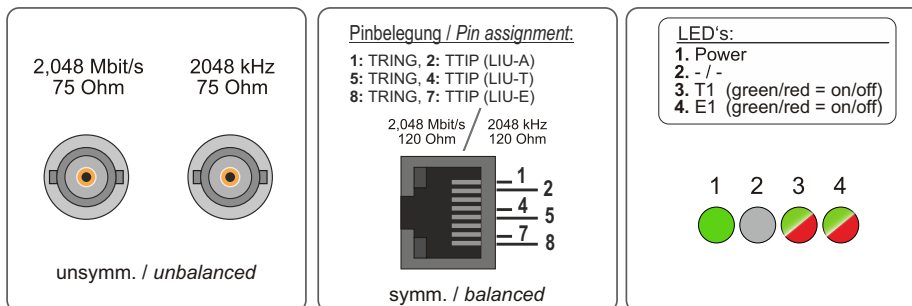 2,048 Mbit/s
75 Ohm
2048 kHz
75 Ohm
unsymm. / unbalanced
Pinbelegung / Pin assignment:
1: TRING, 2: TTIP (LIU-A)
5: TRING, 4: TTIP (LIU-T)
8: TRING, 7: TTIP (LIU-E)
2,048 Mbit/s
120 Ohm
2048 kHz
120 Ohm
1
2
4
5
7
8
symm. / balanced
LED's:
1. Power
2. - / -
3. T1 (green/red = on/off)
4. E1 (green/red = on/off)
1 2 3 4